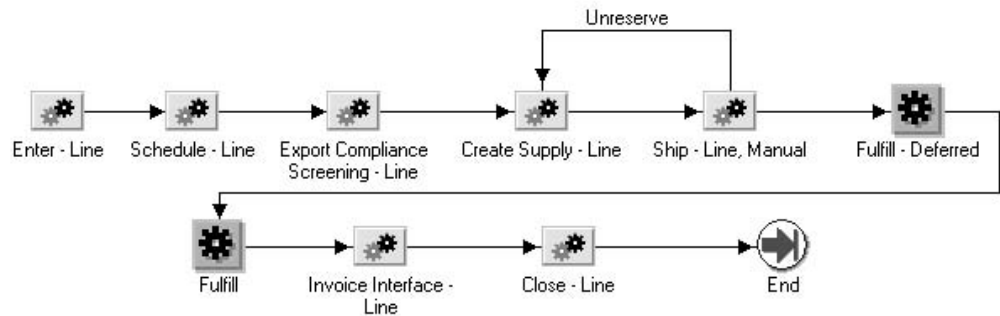 Unreserve
Enter - Line
Schedule - Line
Export Compliance
Screening - Line
Create Supply - Line
Ship - Line, Manual
Fulfill - Deferred
Fulfill
Invoice Interface -
Line
Close - Line
End